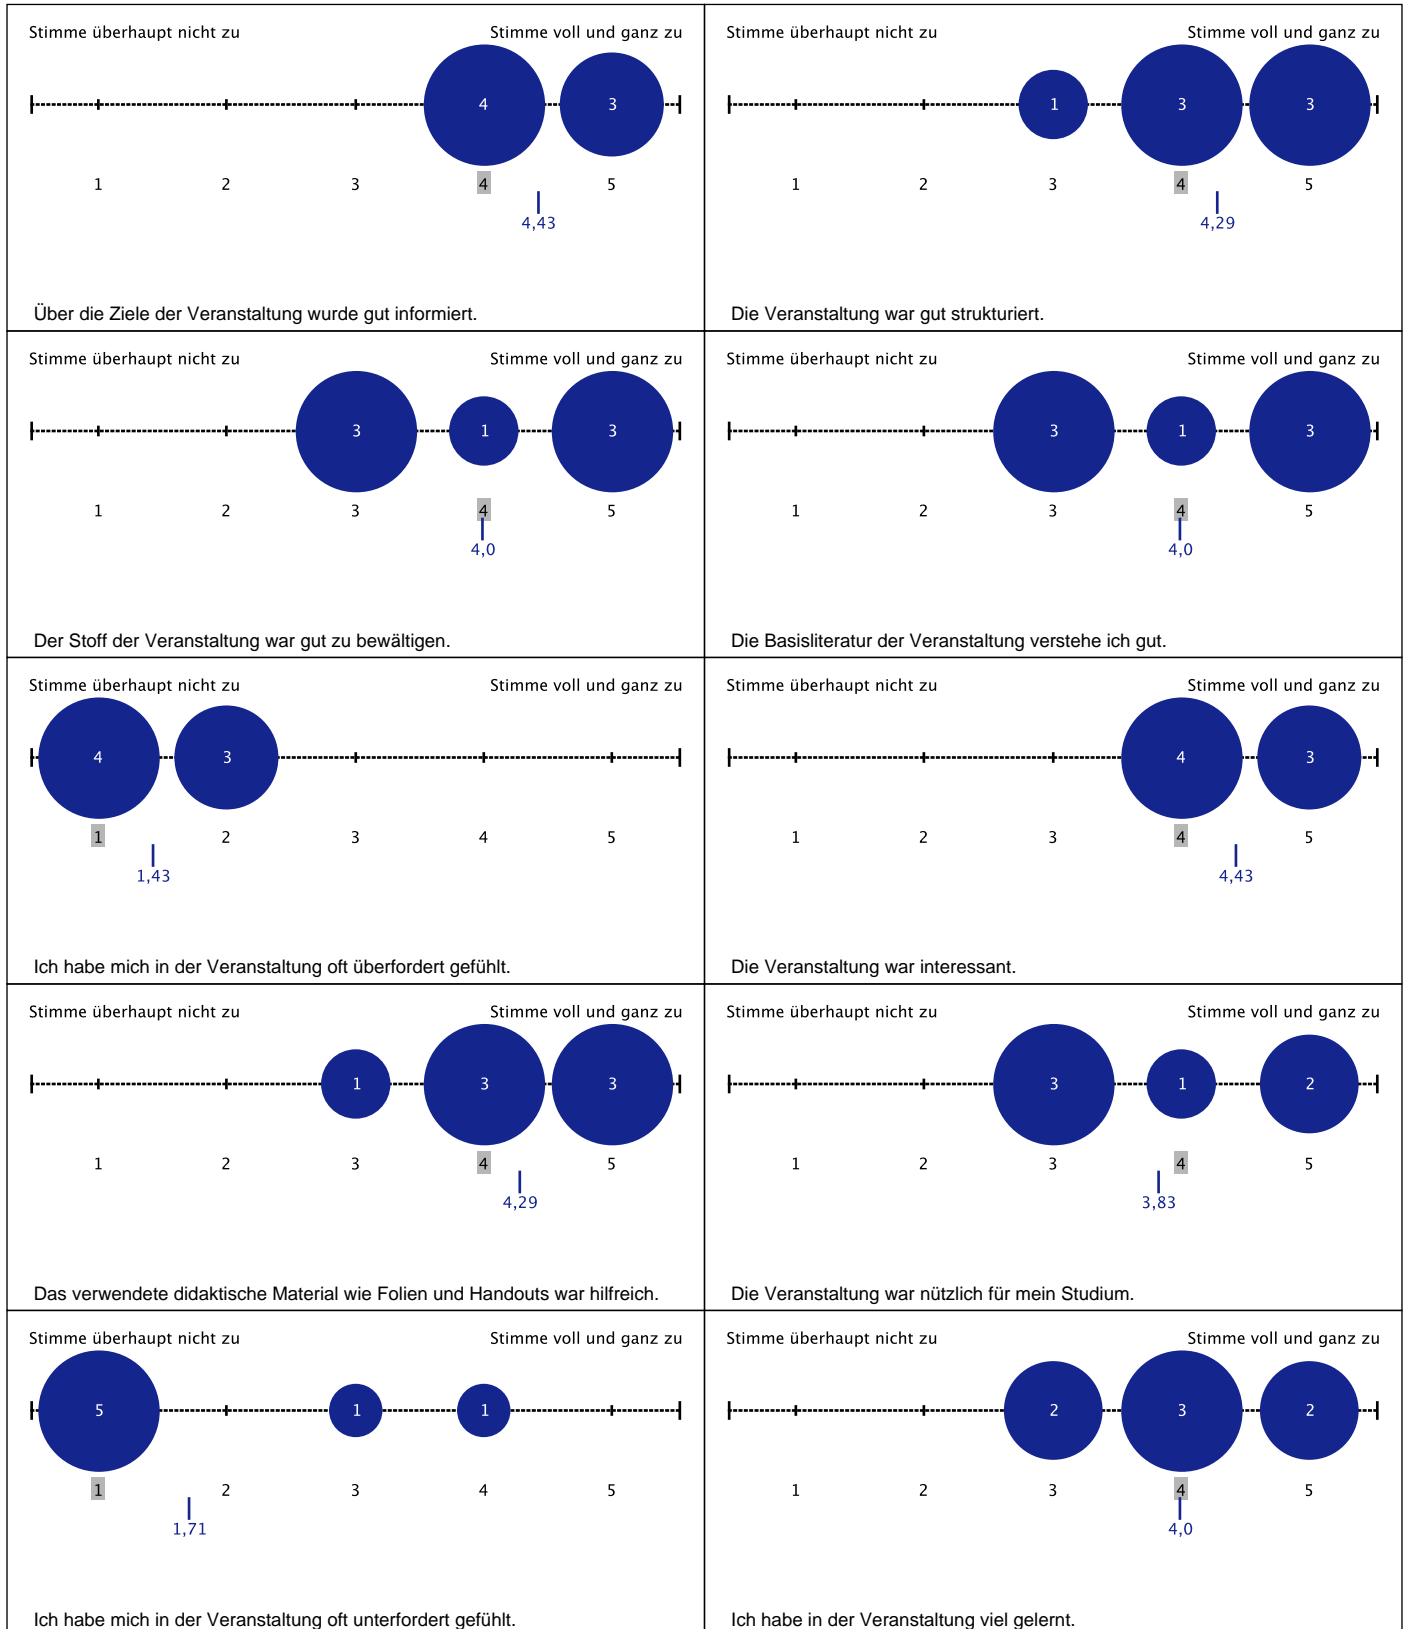 Stimme überhaupt nicht zu Stimme voll und ganz zu
4 3
1 2 3 4 5
4,43
Über die Ziele der Veranstaltung wurde gut informiert.
Stimme überhaupt nicht zu Stimme voll und ganz zu
1 3 3
1 2 3 4 5
4,29
Die Veranstaltung war gut strukturiert.
Stimme überhaupt nicht zu Stimme voll und ganz zu
3 1 3
1 2 3 4 5
4,0
Der Stoff der Veranstaltung war gut zu bewältigen.
Stimme überhaupt nicht zu Stimme voll und ganz zu
3 1 3
1 2 3 4 5
4,0
Die Basisliteratur der Veranstaltung verstehe ich gut.
Stimme überhaupt nicht zu Stimme voll und ganz zu
4 3
1 2 3 4 5
1,43
Ich habe mich in der Veranstaltung oft überfordert gefühlt.
Stimme überhaupt nicht zu Stimme voll und ganz zu
4 3
1 2 3 4 5
4,43
Die Veranstaltung war interessant.
Stimme überhaupt nicht zu Stimme voll und ganz zu
1 3 3
1 2 3 4 5
4,29
Das verwendete didaktische Material wie Folien und Handouts war hilfreich.
Stimme überhaupt nicht zu Stimme voll und ganz zu
3 1 2
1 2 3 4 5
3,83
Die Veranstaltung war nützlich für mein Studium.
Stimme überhaupt nicht zu Stimme voll und ganz zu
5 1 1
1 2 3 4 5
1,71
Ich habe mich in der Veranstaltung oft unterfordert gefühlt.
Stimme überhaupt nicht zu Stimme voll und ganz zu
2 3 2
1 2 3 4 5
4,0
Ich habe in der Veranstaltung viel gelernt.